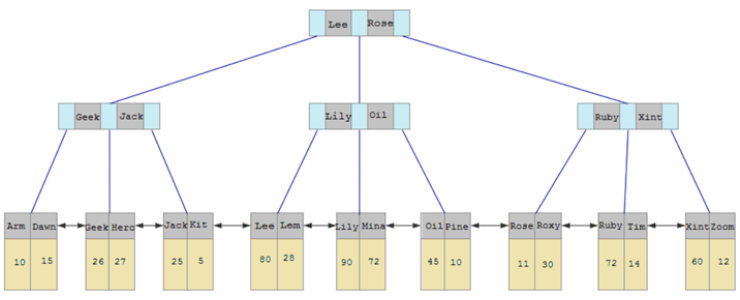 Lee Rose
Geek Jack Lily Oil Ruby Xint
Arm Dawn Geek Hero Jack Kit Lee Lem Lily Mina Oil Pine Rose Roxy Ruby Tim Xint Zoom
10 15 26 27 25 5 80 28 90 72 45 10 11 30 72 14 60 12